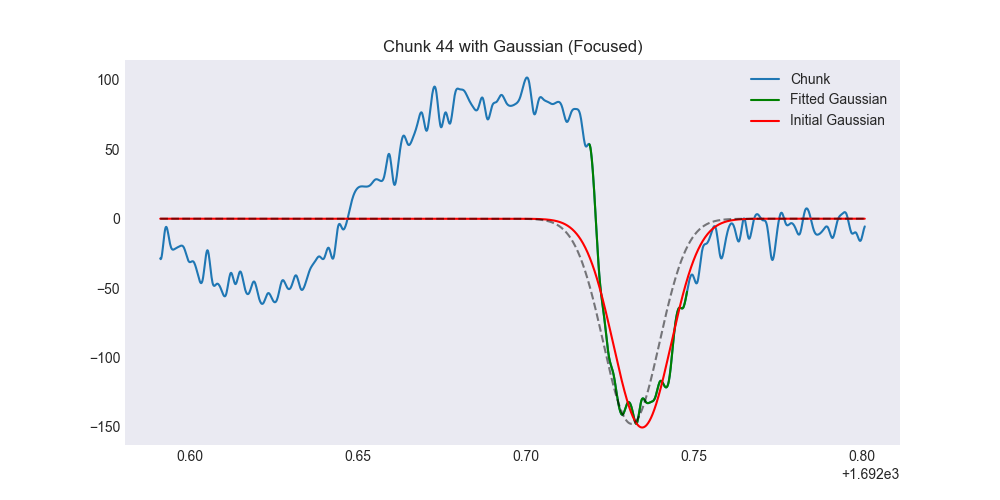 Chunk 44 with Gaussian (Focused)
Chunk
Fitted Gaussian
Initial Gaussian
100
50
0
−50
−100
−150
0.60 0.65 0.70 0.75 0.80
+1.692e3